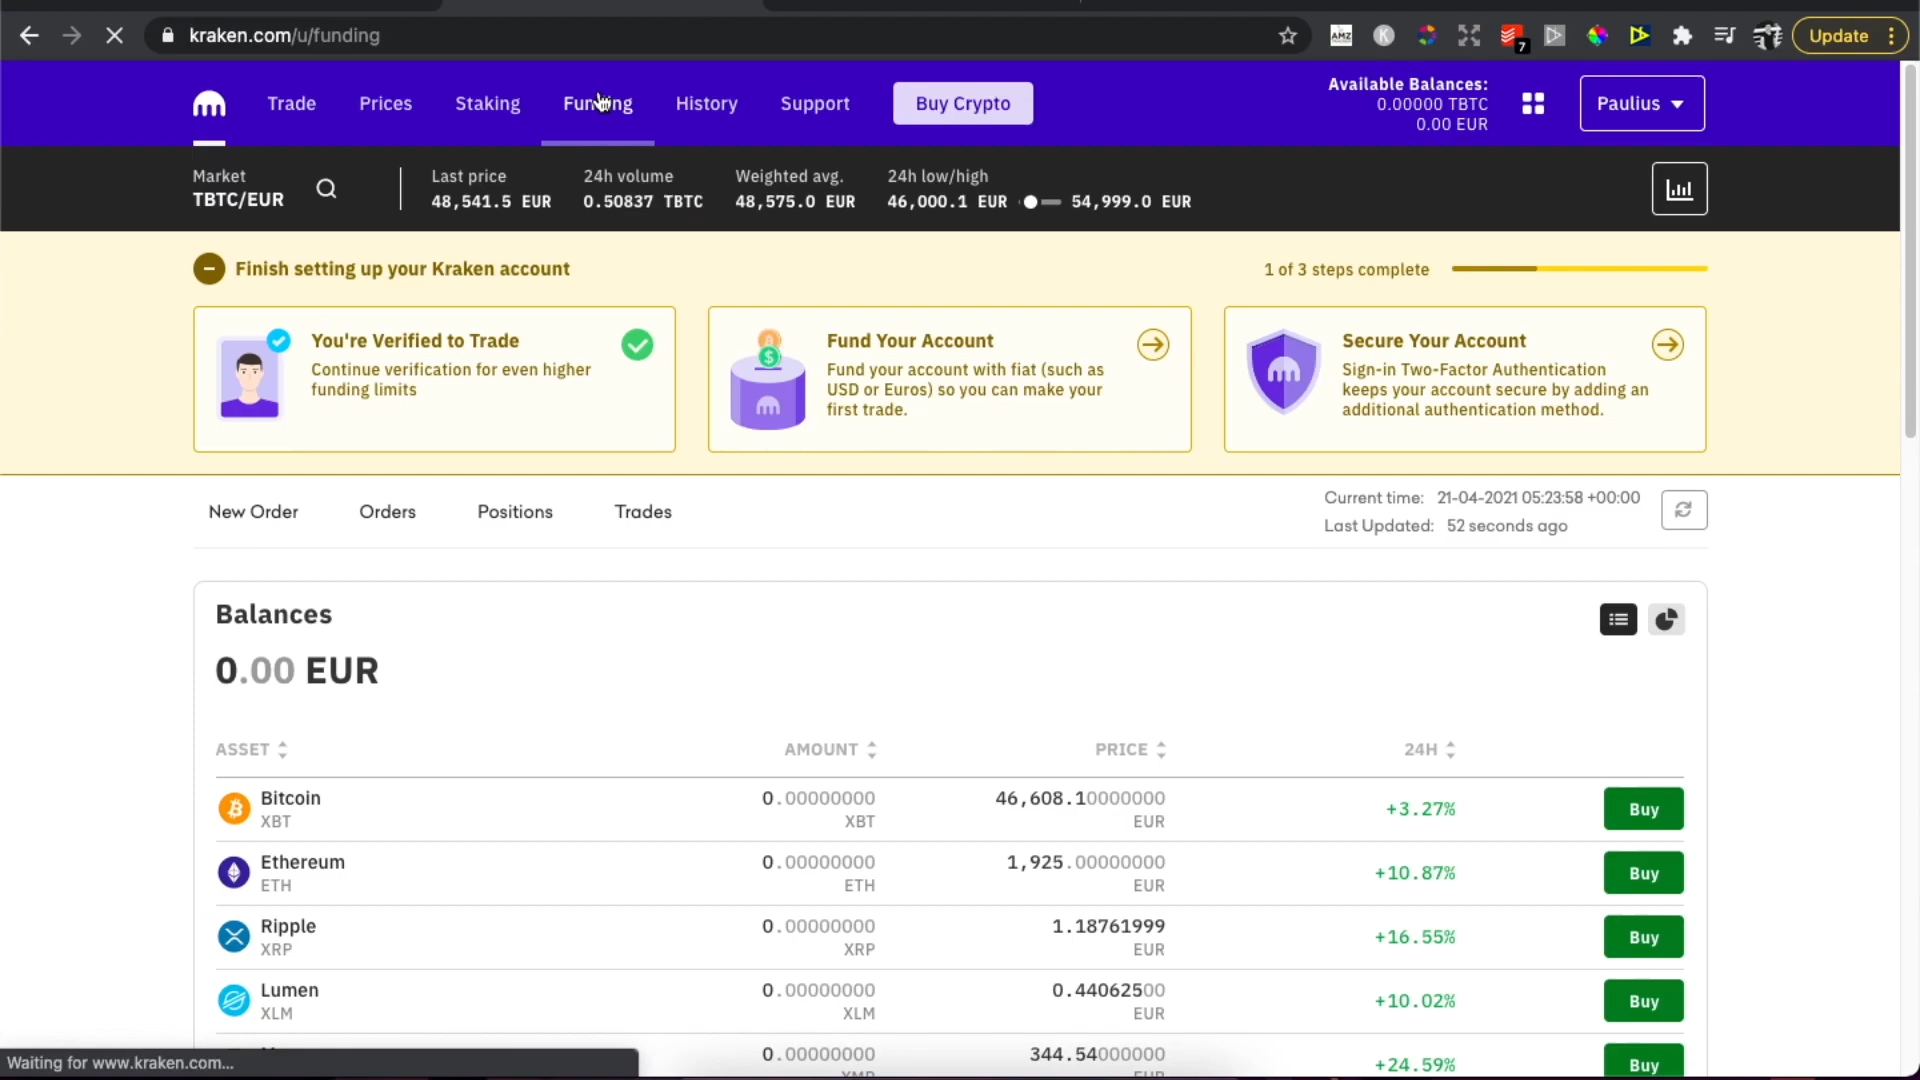 kraken.com/u/funding
AMZ
K
7
Update
Trade
Prices
Staking
Funding
History
Support
Buy Crypto
Available Balances:
0.00000 TBTC
0.00 EUR
Paulius
Market
TBTC/EUR
Last price
48,541.5 EUR
24h volume
0.50837 TBTC
Weighted avg.
48,575.0 EUR
24h low/high
46,000.1 EUR
54,999.0 EUR
Finish setting up your Kraken account
1 of 3 steps complete
You're Verified to Trade
Continue verification for even higher
funding limits
Fund Your Account
Fund your account with fiat (such as
USD or Euros) so you can make your
first trade.
Secure Your Account
Sign-in Two-Factor Authentication
keeps your account secure by adding an
additional authentication method.
New Order
Orders
Positions
Trades
Current time: 21-04-2021 05:23:58 +00:00
Last Updated: 52 seconds ago
Balances
0.00 EUR
ASSET
AMOUNT
PRICE
24H
Bitcoin
XBT
0.00000000
XBT
46,608.10000000
EUR
+3.27%
Buy
Ethereum
ETH
0.00000000
ETH
1,925.00000000
EUR
+10.87%
Buy
Ripple
XRP
0.00000000
XRP
1.18761999
EUR
+16.55%
Buy
Lumen
XLM
0.00000000
XLM
0.44062500
EUR
+10.02%
Buy
0.00000000
XMR
344.54000000
EUR
+24.59%
Buy
Waiting for www.kraken.com...